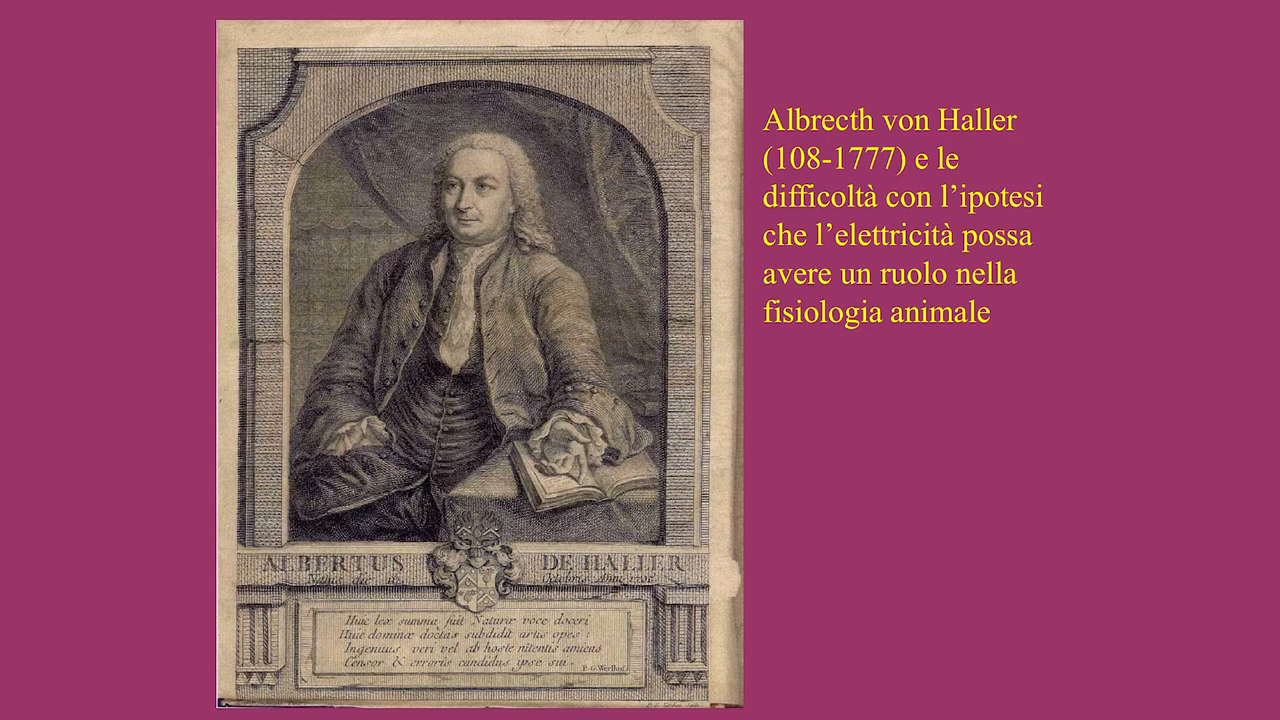 Albrecth von Haller
(108-1777) e le
difficoltà con l’ipotesi
che l’elettricità possa
avere un ruolo nella
fisiologia animale
ALBERTUS DE HALLER
Huic lex summa fuit Naturæ voce doceri
Huic dominæ doctas subdidit artis opes:
Ingenuus veri vel ab hoste nitentis amicus
Censor & erroris candidus ipse sui.
P. G. Werlhof